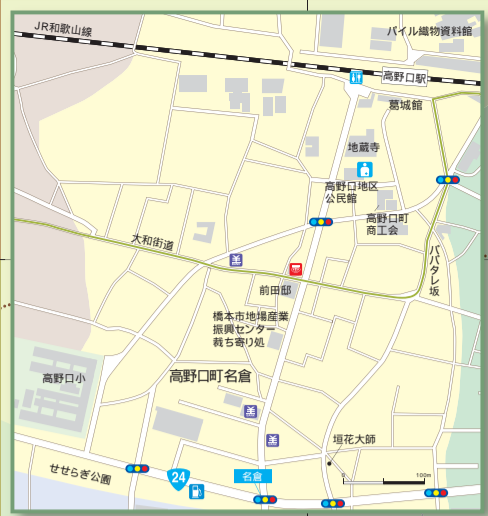 JR和歌山線
パイル織物資料館
高野口駅
葛城館
地蔵寺
高野口地区
公民館
高野口町
商工会
大和街道
ババタレ坂
前田邸
橋本市地場産業
振興センター
裁ち寄り処
高野口小
高野口町名倉
垣花大師
せせらぎ公園
24
名倉
0
100m